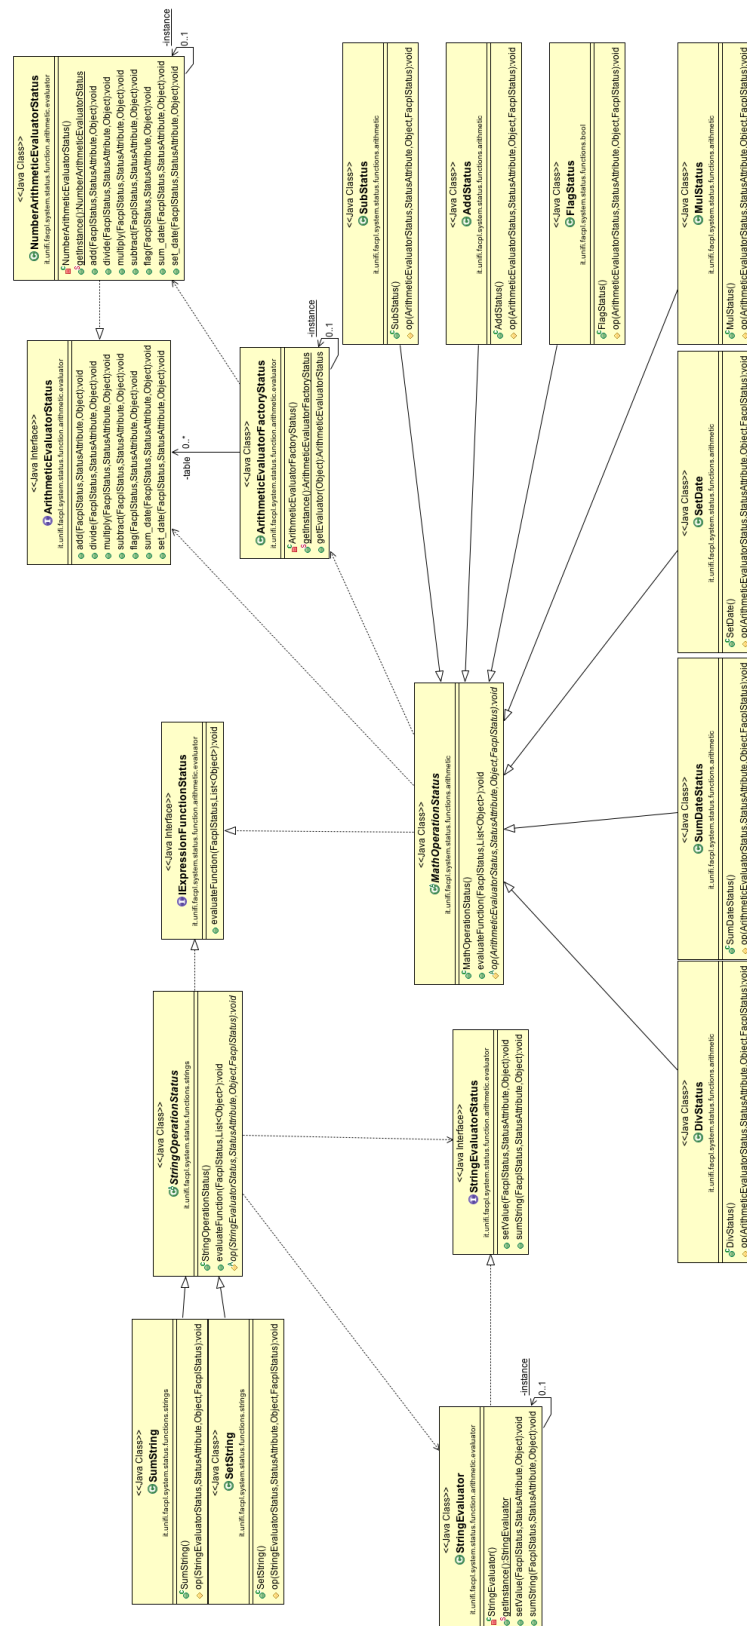 <<Java Class>>
SumString
it.unifi.facpl.system.status.functions.strings
SumString()
op(StringEvaluatorStatus,StatusAttribute,Object,FacplStatus):void
<<Java Class>>
SetString
it.unifi.facpl.system.status.functions.strings
SetString()
op(StringEvaluatorStatus,StatusAttribute,Object,FacplStatus):void
<<Java Class>>
StringEvaluator
it.unifi.facpl.system.status.function.arithmetic.evaluator
StringEvaluator()
getInstance():StringEvaluator
setValue(FacplStatus,StatusAttribute,Object):void
sumString(FacplStatus,StatusAttribute,Object):void
-instance
0..1
<<Java Class>>
StringOperationStatus
it.unifi.facpl.system.status.functions.strings
StringOperationStatus()
evaluateFunction(FacplStatus,List<Object>):void
op(StringEvaluatorStatus,StatusAttribute,Object,FacplStatus):void
<<Java Interface>>
StringEvaluatorStatus
it.unifi.facpl.system.status.function.arithmetic.evaluator
setValue(FacplStatus,StatusAttribute,Object):void
sumString(FacplStatus,StatusAttribute,Object):void
<<Java Class>>
DivStatus
it.unifi.facpl.system.status.functions.arithmetic
DivStatus()
op(ArithmeticEvaluatorStatus,StatusAttribute,Object,FacplStatus):void
<<Java Interface>>
IExpressionFunctionStatus
it.unifi.facpl.system.status.function.arithmetic.evaluator
evaluateFunction(FacplStatus,List<Object>):void
<<Java Class>>
MathOperationStatus
it.unifi.facpl.system.status.functions.arithmetic
MathOperationStatus()
evaluateFunction(FacplStatus,List<Object>):void
op(ArithmeticEvaluatorStatus,StatusAttribute,Object,FacplStatus):void
<<Java Class>>
SumDateStatus
it.unifi.facpl.system.status.functions.arithmetic
SumDateStatus()
op(ArithmeticEvaluatorStatus,StatusAttribute,Object,FacplStatus):void
<<Java Interface>>
ArithmeticEvaluatorStatus
it.unifi.facpl.system.status.function.arithmetic.evaluator
add(FacplStatus,StatusAttribute,Object):void
divide(FacplStatus,StatusAttribute,Object):void
multiply(FacplStatus,StatusAttribute,Object):void
subtract(FacplStatus,StatusAttribute,Object):void
flag(FacplStatus,StatusAttribute,Object):void
sum_date(FacplStatus,StatusAttribute,Object):void
set_date(FacplStatus,StatusAttribute,Object):void
-table
0..*
<<Java Class>>
ArithmeticEvaluatorFactoryStatus
it.unifi.facpl.system.status.function.arithmetic.evaluator
ArithmeticEvaluatorFactoryStatus()
getInstance():ArithmeticEvaluatorFactoryStatus
getEvaluator(Object):ArithmeticEvaluatorStatus
-instance
0..1
<<Java Class>>
SetDate
it.unifi.facpl.system.status.functions.arithmetic
SetDate()
op(ArithmeticEvaluatorStatus,StatusAttribute,Object,FacplStatus):void
<<Java Class>>
NumberArithmeticEvaluatorStatus
it.unifi.facpl.system.status.function.arithmetic.evaluator
NumberArithmeticEvaluatorStatus()
getInstance():NumberArithmeticEvaluatorStatus
add(FacplStatus,StatusAttribute,Object):void
divide(FacplStatus,StatusAttribute,Object):void
multiply(FacplStatus,StatusAttribute,Object):void
subtract(FacplStatus,StatusAttribute,Object):void
flag(FacplStatus,StatusAttribute,Object):void
sum_date(FacplStatus,StatusAttribute,Object):void
set_date(FacplStatus,StatusAttribute,Object):void
-instance
0..1
<<Java Class>>
SubStatus
it.unifi.facpl.system.status.functions.arithmetic
SubStatus()
op(ArithmeticEvaluatorStatus,StatusAttribute,Object,FacplStatus):void
<<Java Class>>
AddStatus
it.unifi.facpl.system.status.functions.arithmetic
AddStatus()
op(ArithmeticEvaluatorStatus,StatusAttribute,Object,FacplStatus):void
<<Java Class>>
FlagStatus
it.unifi.facpl.system.status.functions.bool
FlagStatus()
op(ArithmeticEvaluatorStatus,StatusAttribute,Object,FacplStatus):void
<<Java Class>>
MulStatus
it.unifi.facpl.system.status.functions.arithmetic
MulStatus()
op(ArithmeticEvaluatorStatus,StatusAttribute,Object,FacplStatus):void